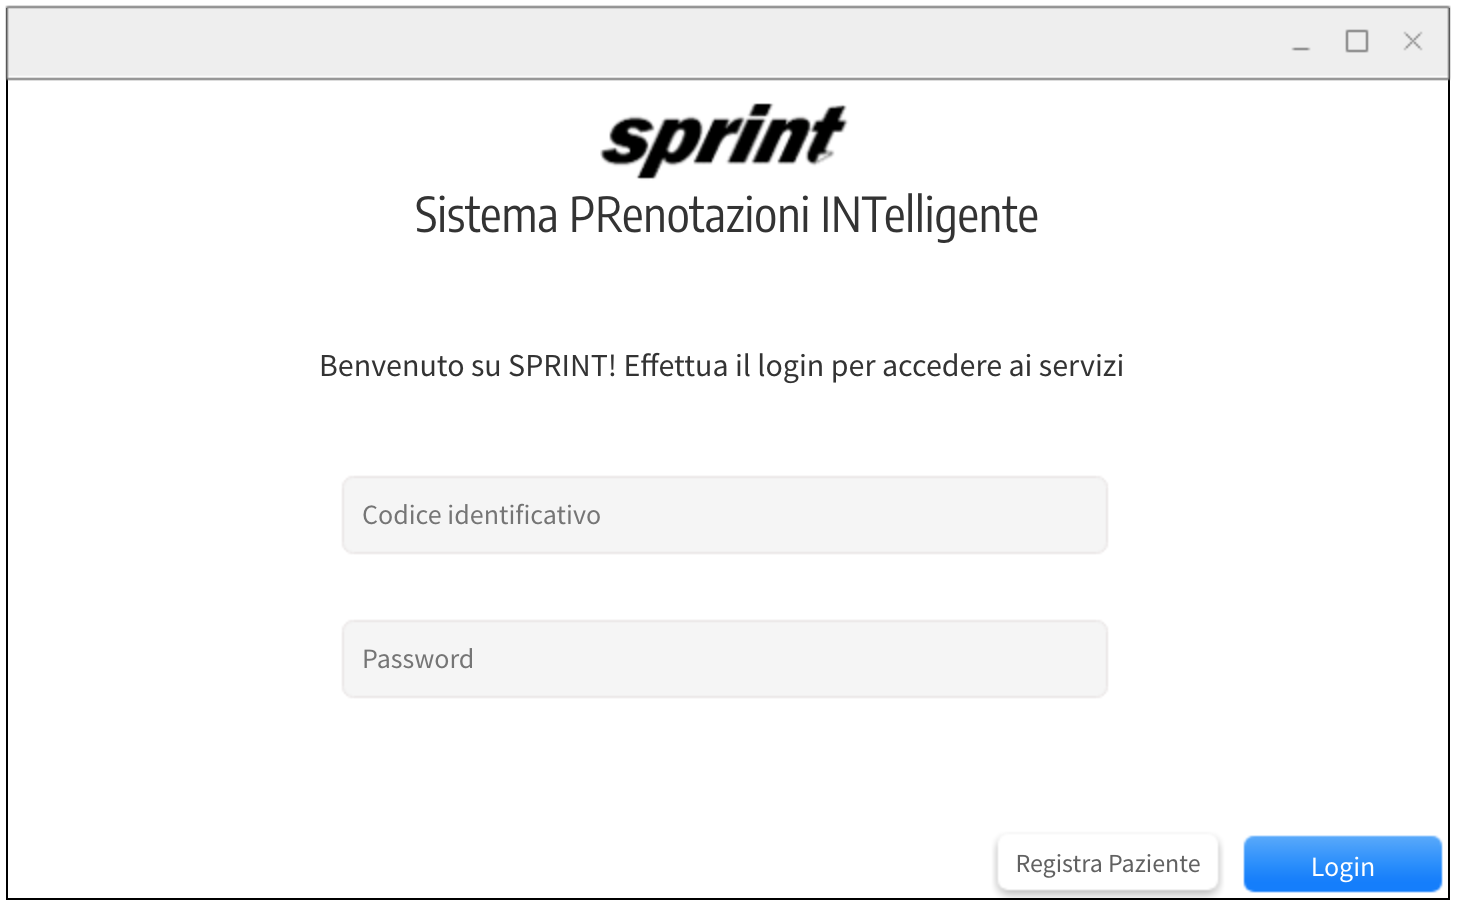 sprint
Sistema PRenotazioni INTelligente
Benvenuto su SPRINT! Effettua il login per accedere ai servizi
Codice identificativo
Password
Registra Paziente
Login